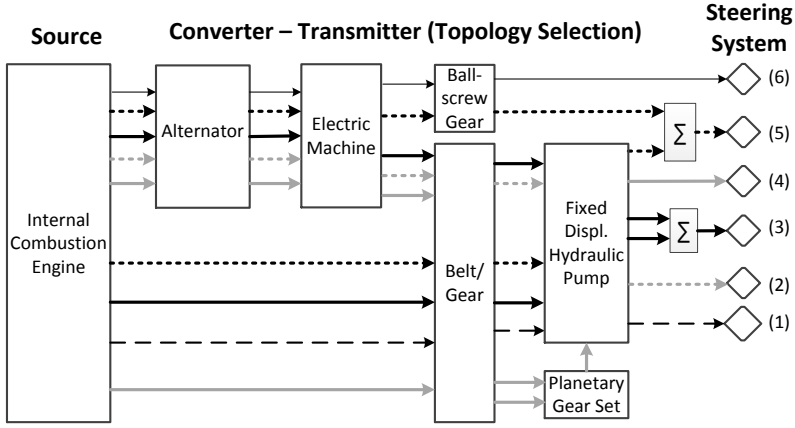 Source
Converter – Transmitter (Topology Selection)
Steering
System
Internal
Combustion
Engine
Alternator
Electric
Machine
Ball-
screw
Gear
Belt/
Gear
Fixed
Displ.
Hydraulic
Pump
Planetary
Gear Set
Σ
Σ
(6)
(5)
(4)
(3)
(2)
(1)